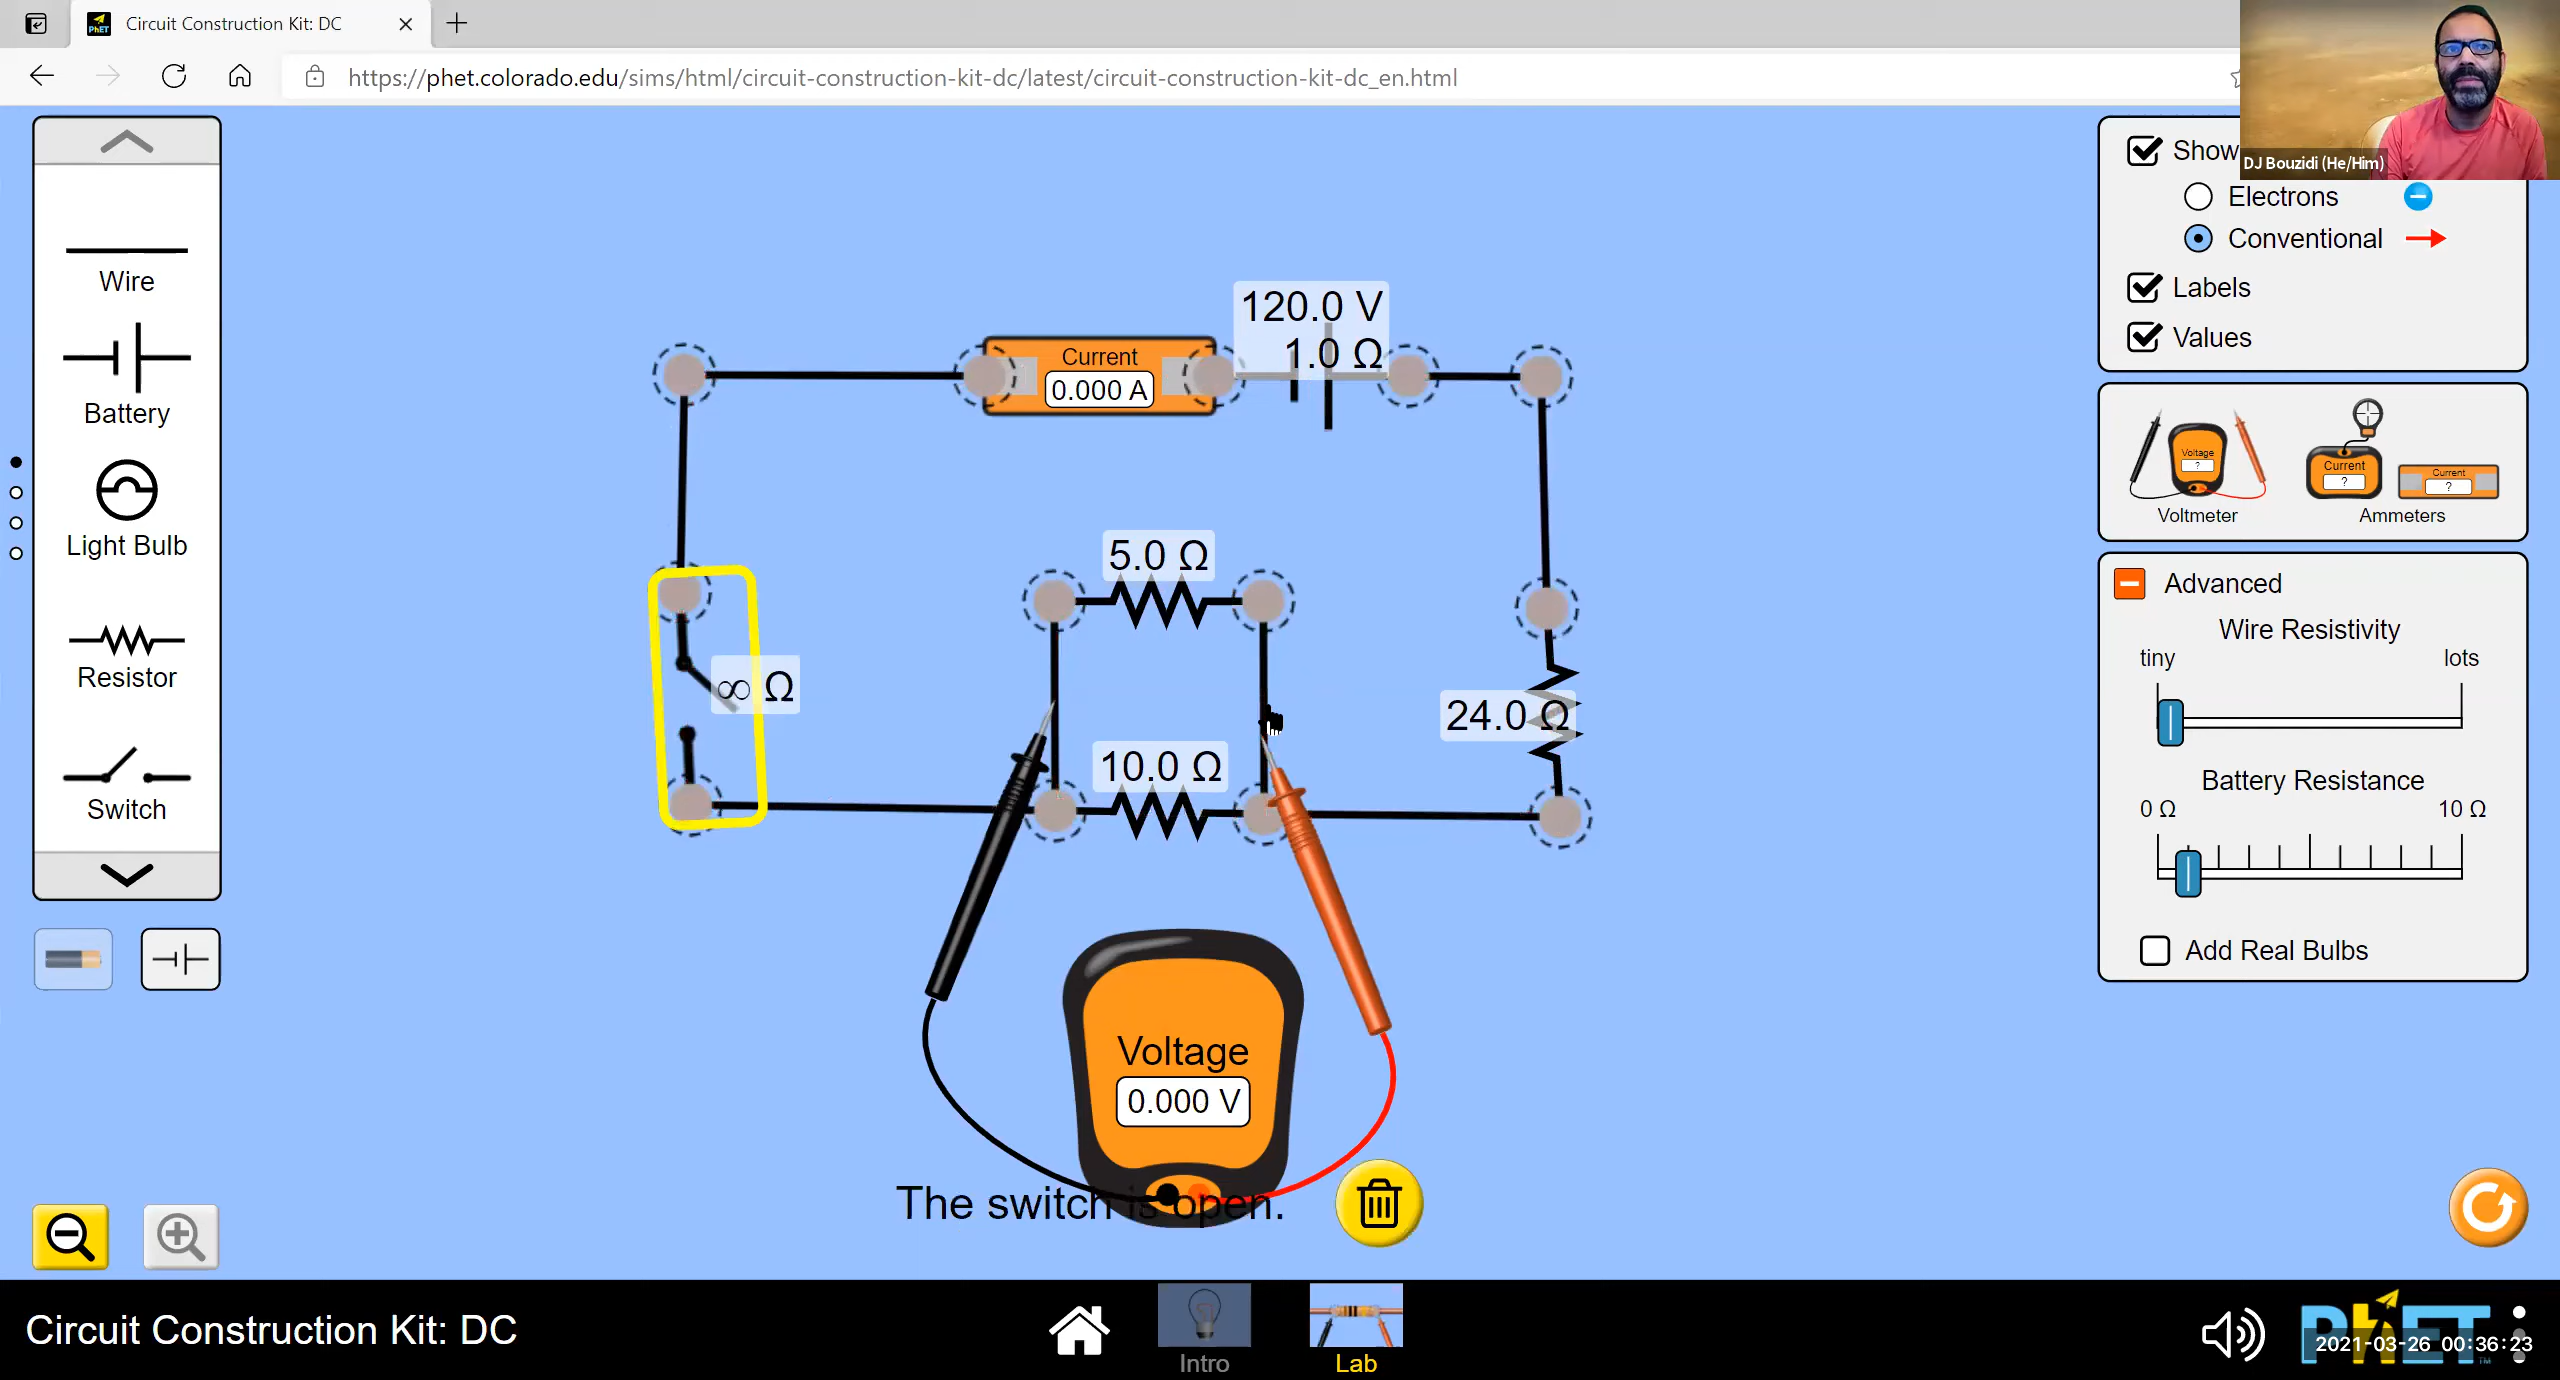 Circuit Construction Kit: DC
https://phet.colorado.edu/sims/html/circuit-construction-kit-dc/latest/circuit-construction-kit-dc_en.html
DJ Bouzidi (He/Him)
Wire
Battery
Light Bulb
Resistor
Switch
120.0 V
1.0 Ω
Current
0.000 A
5.0 Ω
∞ Ω
10.0 Ω
24.0 Ω
Voltage
0.000 V
The switch is open.
Show
Electrons
Conventional
Labels
Values
Voltage
?
Current
?
Current
?
Voltmeter
Ammeters
Advanced
Wire Resistivity
tiny lots
Battery Resistance
0 Ω 10 Ω
Add Real Bulbs
Circuit Construction Kit: DC
Intro
Lab
PhET
2021-03-26 00:36:23